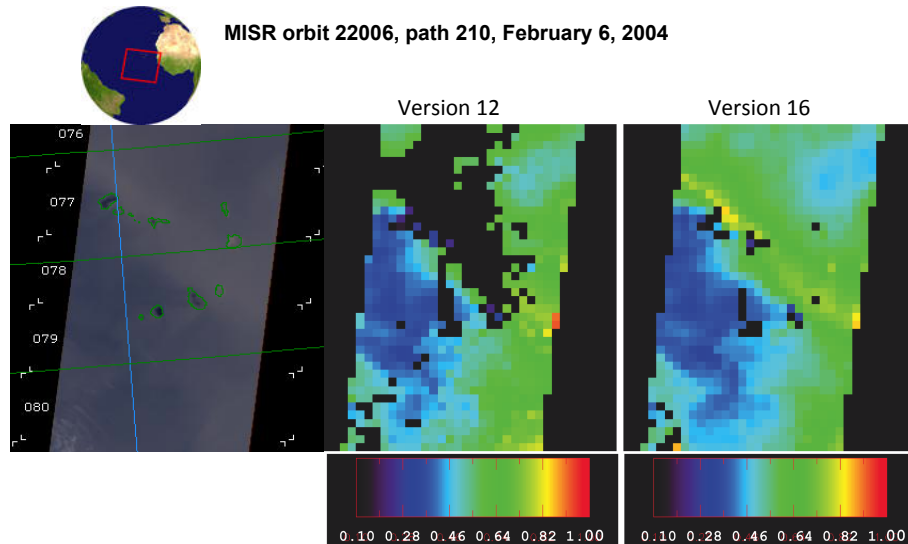 MISR orbit 22006, path 210, February 6, 2004
Version 12
Version 16
076
077
078
079
080
0.10 0.28 0.46 0.64 0.82 1.00
0.10 0.28 0.46 0.64 0.82 1.00